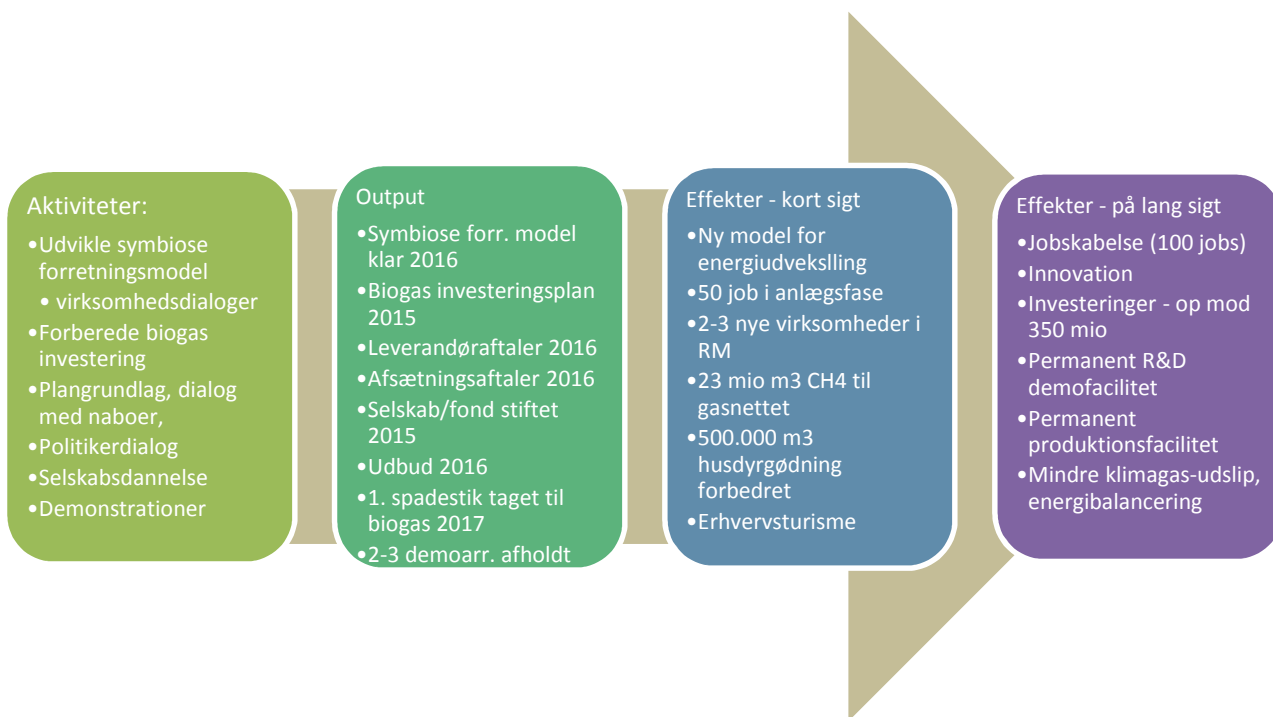 Aktiviteter:
•Udvikle symbiose
forretningsmodel
• virksomhedsdialoger
•Forberede biogas
investering
•Plangrundlag, dialog
med naboer,
•Politikerdialog
•Selskabsdannelse
•Demonstrationer
Output
•Symbiose forr. model
klar 2016
•Biogas investeringsplan
2015
•Leverandøraftaler 2016
•Afsætningsaftaler 2016
•Selskab/fond stiftet
2015
•Udbud 2016
•1. spadestik taget til
biogas 2017
•2-3 demoarr. afholdt
Effekter - kort sigt
•Ny model for
energiudvekslling
•50 job i anlægsfase
•2-3 nye virksomheder i
RM
•23 mio m3 CH4 til
gasnettet
•500.000 m3
husdyrgødning
forbedret
•Erhvervsturisme
Effekter - på lang sigt
•Jobskabelse (100 jobs)
•Innovation
•Investeringer - op mod
350 mio
•Permanent R&D
demofacilitet
•Permanent
produktionsfacilitet
•Mindre klimagas-udslip,
energibalancering